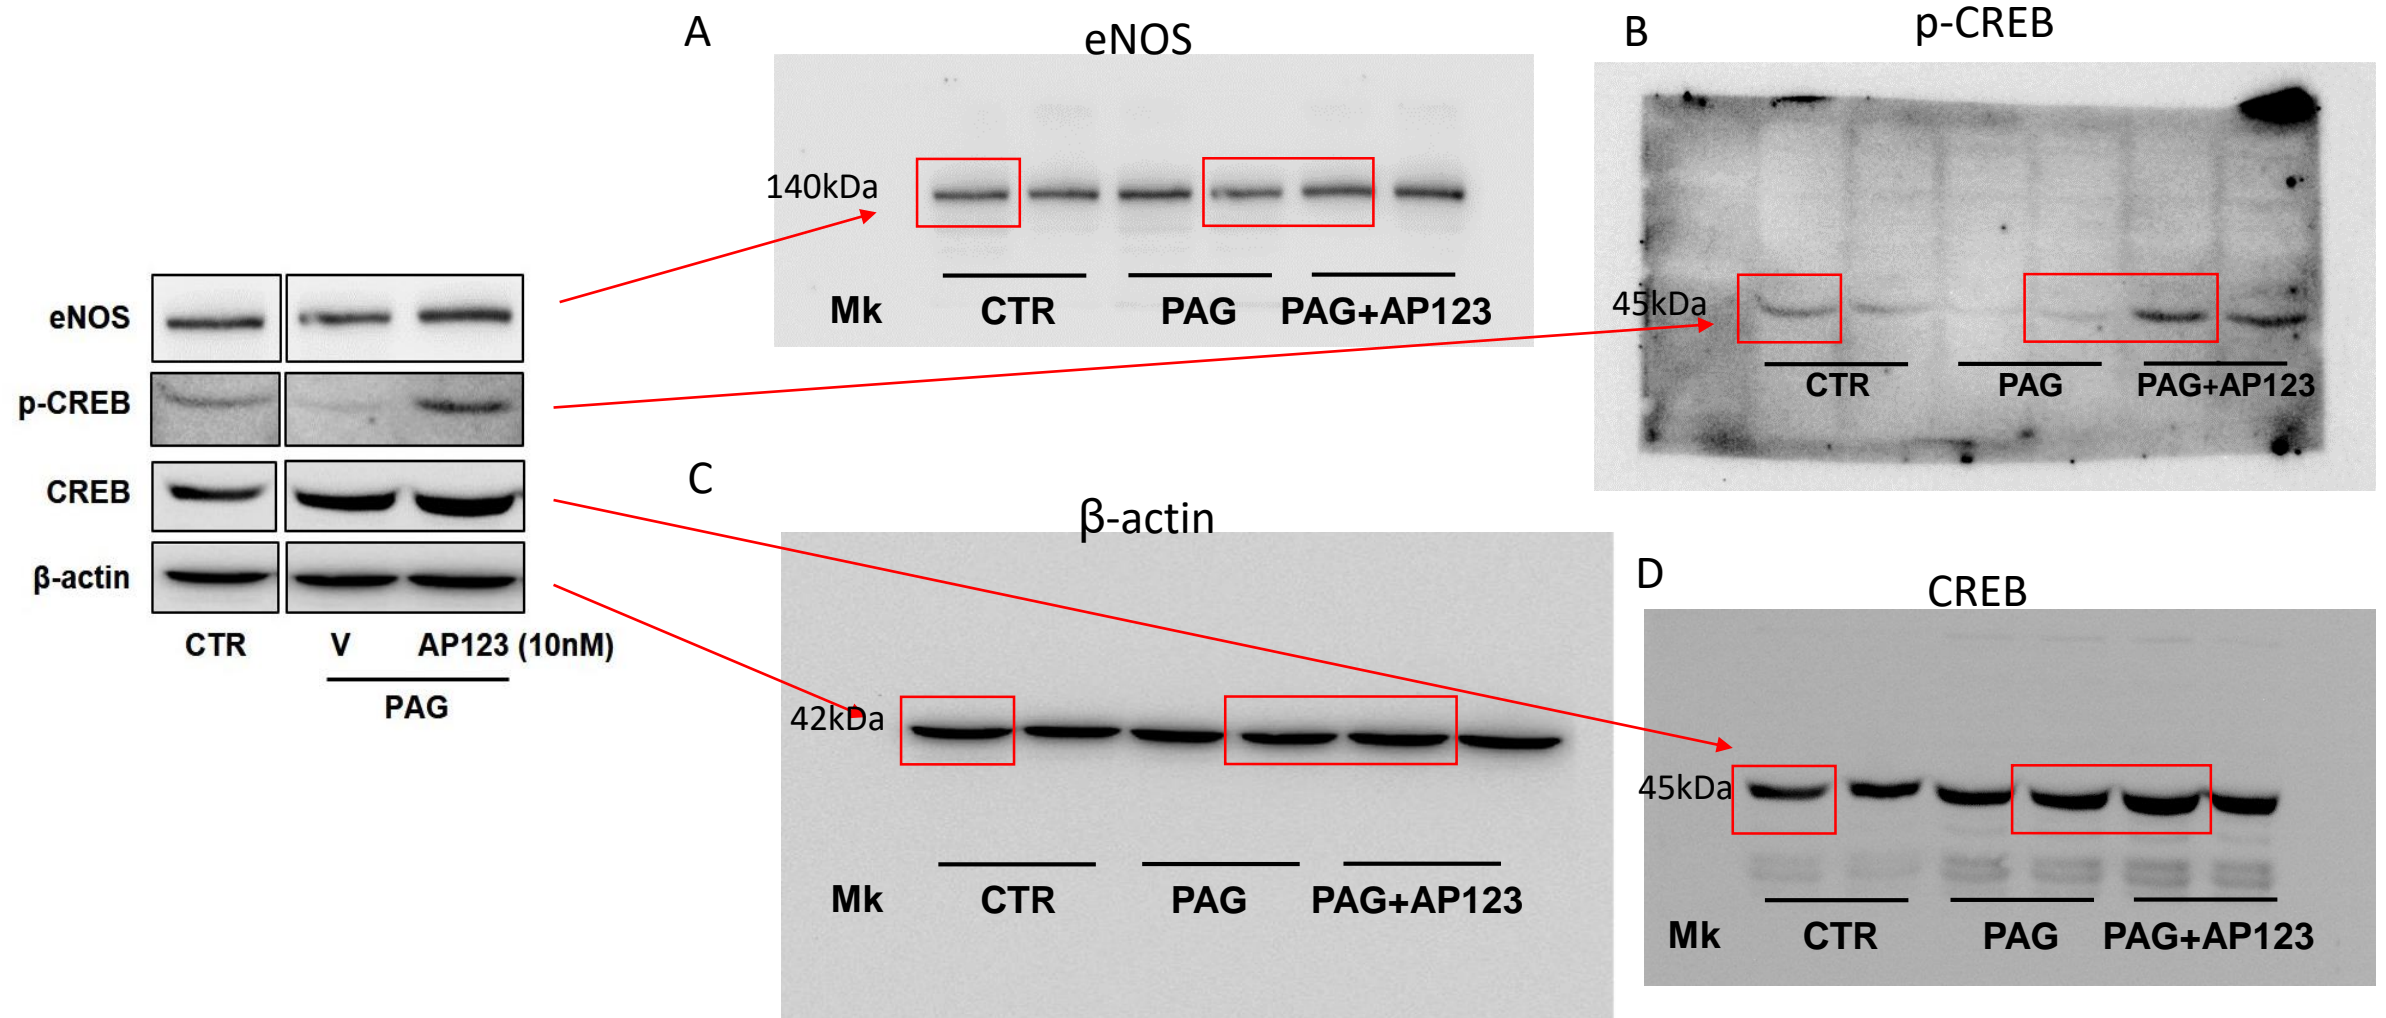 eNOS
p-CREB
CREB
β-actin
CTR V AP123 (10nM)
PAG
A
eNOS
140kDa
Mk CTR PAG PAG+AP123
B
p-CREB
45kDa
CTR PAG PAG+AP123
C
β-actin
42kDa
Mk CTR PAG PAG+AP123
D
CREB
45kDa
Mk CTR PAG PAG+AP123